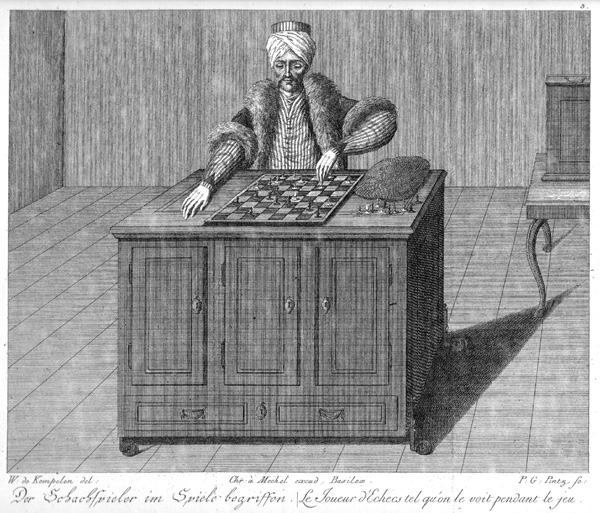 3.
W. de Kempelen del: Chr: à Mechel excud: Basileæ. P. G. Pintz sc:
Der Schachspieler im Spiele begriffen. Le Joueur d'Echecs tel qu'on le voit pendant le jeu.